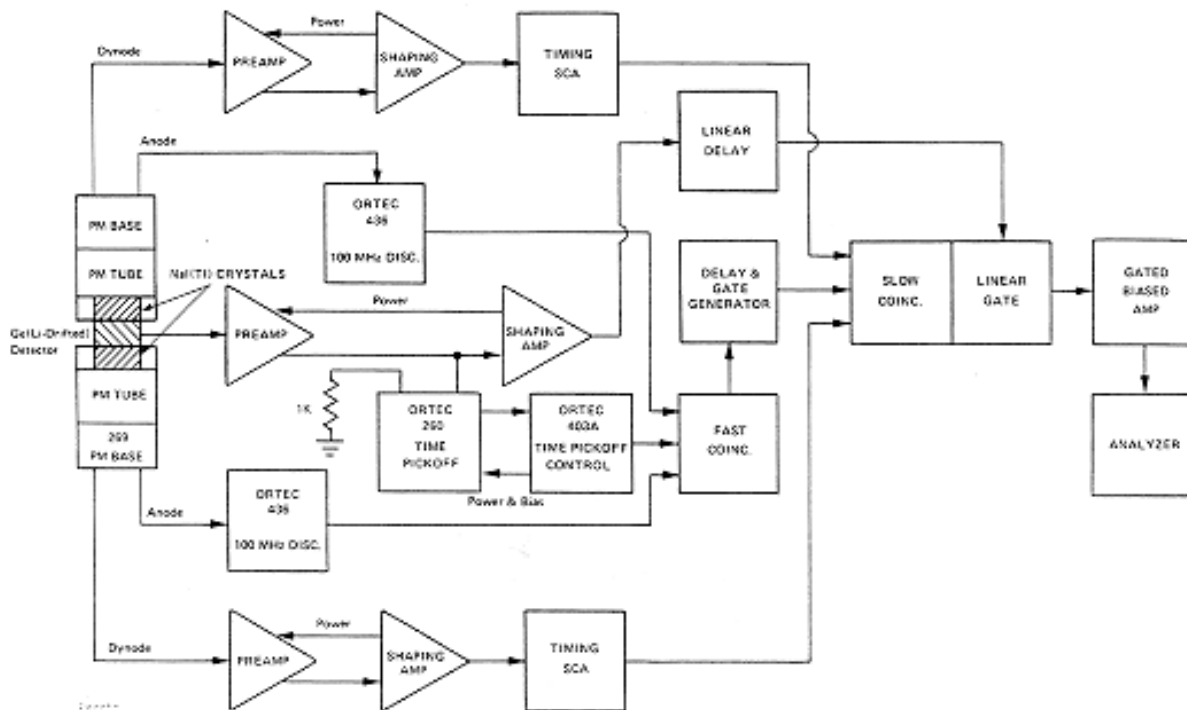 Power
Dynode
PREAMP
SHAPING
AMP
TIMING
SCA
Anode
LINEAR
DELAY
ORTEC
436
100 MHz DISC.
PM BASE
PM TUBE
NaI(Tl) CRYSTALS
Ge(Li-Drifted)
Detector
Power
PREAMP
SHAPING
AMP
DELAY &
GATE
GENERATOR
SLOW
COINC.
LINEAR
GATE
GATED
BIASED
AMP
PM TUBE
269
PM BASE
1K
ORTEC
260
TIME
PICKOFF
ORTEC
403A
TIME PICKOFF
CONTROL
Power & Bias
FAST
COINC.
ANALYZER
Anode
ORTEC
436
100 MHz DISC.
Dynode
Power
PREAMP
SHAPING
AMP
TIMING
SCA